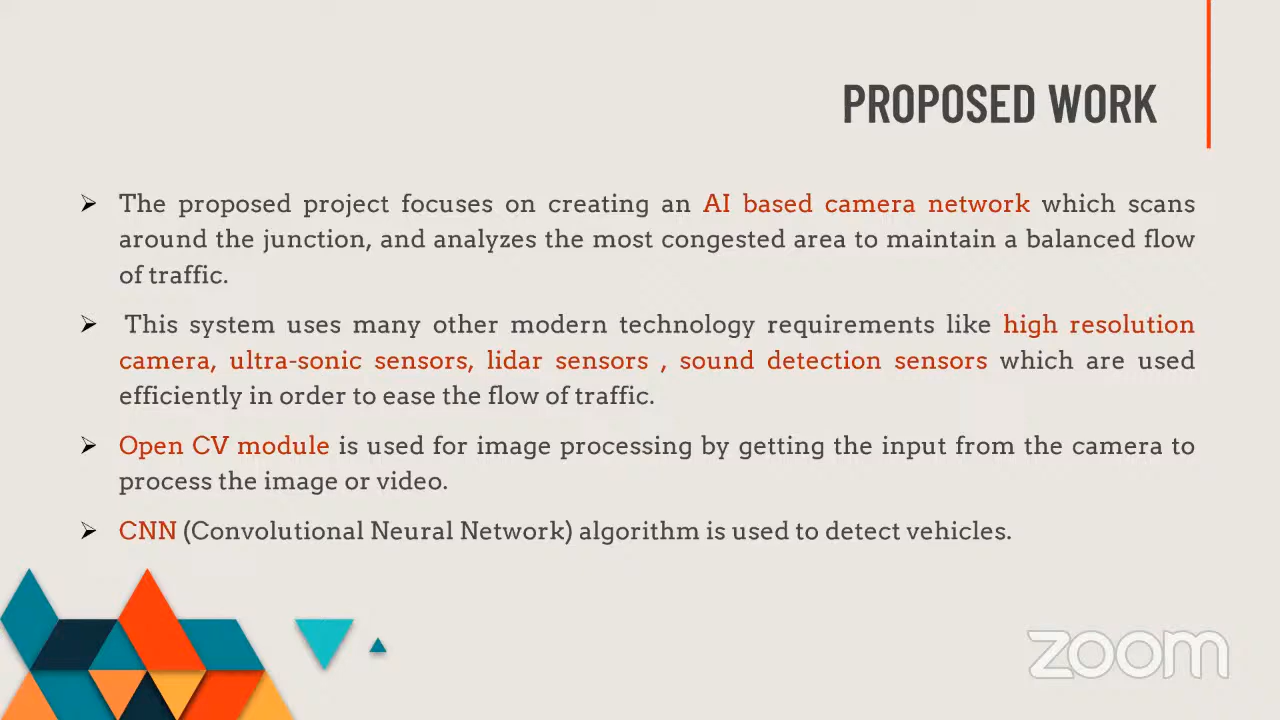 PROPOSED WORK
➢ The proposed project focuses on creating an AI based camera network which scans
around the junction, and analyzes the most congested area to maintain a balanced flow
of traffic.
➢ This system uses many other modern technology requirements like high resolution
camera, ultra-sonic sensors, lidar sensors , sound detection sensors which are used
efficiently in order to ease the flow of traffic.
➢ Open CV module is used for image processing by getting the input from the camera to
process the image or video.
➢ CNN (Convolutional Neural Network) algorithm is used to detect vehicles.
zoom